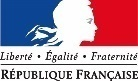 Liberté • Égalité • Fraternité
RÉPUBLIQUE FRANÇAISE